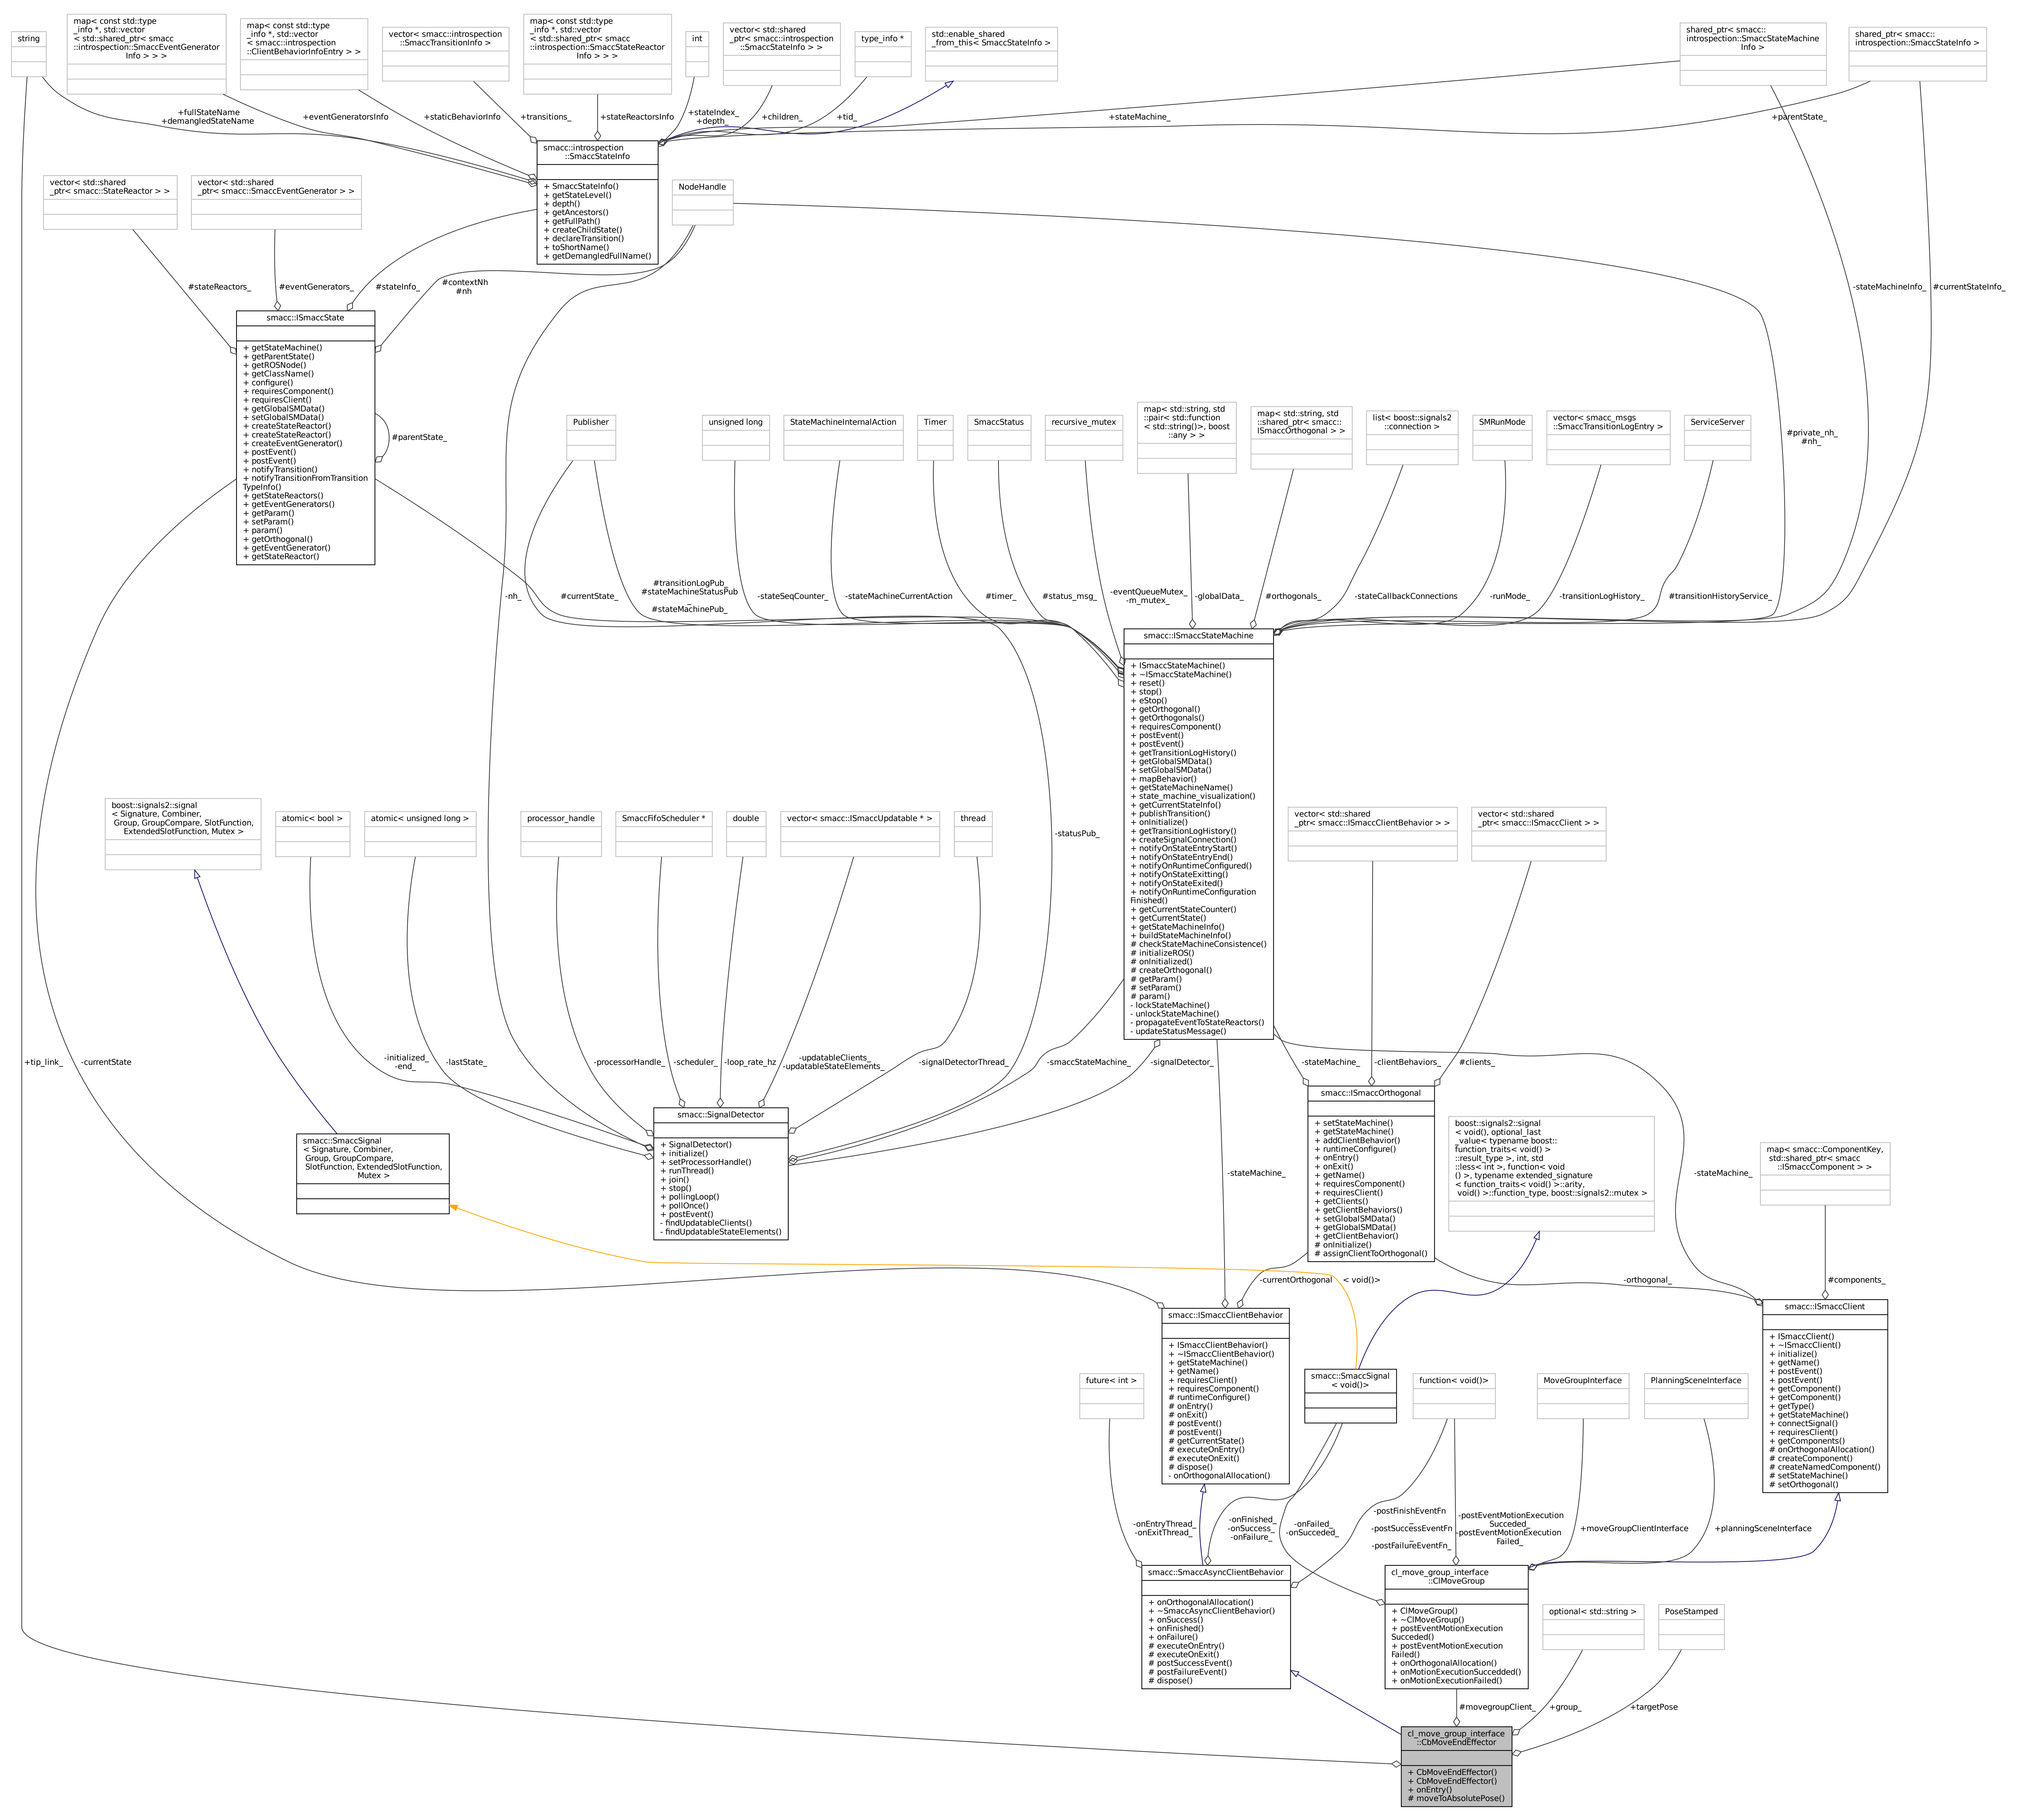 string
map< const std::type
_info *, std::vector
< std::shared_ptr< smacc
::introspection::SmaccEventGenerator
Info > > >
map< const std::type
_info *, std::vector
< smacc::introspection
::ClientBehaviorInfoEntry > >
vector< smacc::introspection
::SmaccTransitionInfo >
map< const std::type
_info *, std::vector
< std::shared_ptr< smacc
::introspection::SmaccStateReactor
Info > > >
int
vector< std::shared
_ptr< smacc::introspection
::SmaccStateInfo > >
type_info *
std::enable_shared
_from_this< SmaccStateInfo >
shared_ptr< smacc::
introspection::SmaccStateMachine
Info >
shared_ptr< smacc::
introspection::SmaccStateInfo >
+fullStateName
+demangledStateName
+eventGeneratorsInfo
+staticBehaviorInfo
+transitions_
+stateReactorsInfo
+stateIndex_
+depth_
+children_
+tid_
+stateMachine_
+parentState_
smacc::introspection
::SmaccStateInfo
+ SmaccStateInfo()
+ getStateLevel()
+ depth()
+ getAncestors()
+ getFullPath()
+ createChildState()
+ declareTransition()
+ toShortName()
+ getDemangledFullName()
vector< std::shared
_ptr< smacc::StateReactor > >
vector< std::shared
_ptr< smacc::SmaccEventGenerator > >
NodeHandle
#stateReactors_
#eventGenerators_
#stateInfo_
#contextNh
#nh
-stateMachineInfo_
#currentStateInfo_
smacc::ISmaccState
+ getStateMachine()
+ getParentState()
+ getROSNode()
+ getClassName()
+ configure()
+ requiresComponent()
+ requiresClient()
+ getGlobalSMData()
+ setGlobalSMData()
+ createStateReactor()
+ createStateReactor()
+ createEventGenerator()
+ postEvent()
+ postEvent()
+ notifyTransition()
+ notifyTransitionFromTransition
TypeInfo()
+ getStateReactors()
+ getEventGenerators()
+ getParam()
+ setParam()
+ param()
+ getOrthogonal()
+ getEventGenerator()
+ getStateReactor()
#parentState_
Publisher
unsigned long
StateMachineInternalAction
Timer
SmaccStatus
recursive_mutex
map< std::string, std
::pair< std::function
< std::string()>, boost
::any > >
map< std::string, std
::shared_ptr< smacc::
ISmaccOrthogonal > >
list< boost::signals2
::connection >
SMRunMode
vector< smacc_msgs
::SmaccTransitionLogEntry >
ServiceServer
#private_nh_
#nh_
-nh_
#currentState_
#transitionLogPub_
#stateMachineStatusPub
_
#stateMachinePub_
-stateSeqCounter_
-stateMachineCurrentAction
#timer_
#status_msg_
-eventQueueMutex_
-m_mutex_
-globalData_
#orthogonals_
-stateCallbackConnections
-runMode_
-transitionLogHistory_
#transitionHistoryService_
smacc::ISmaccStateMachine
+ ISmaccStateMachine()
+ ~ISmaccStateMachine()
+ reset()
+ stop()
+ eStop()
+ getOrthogonal()
+ getOrthogonals()
+ requiresComponent()
+ postEvent()
+ postEvent()
+ getTransitionLogHistory()
+ getGlobalSMData()
+ setGlobalSMData()
+ mapBehavior()
+ getStateMachineName()
+ state_machine_visualization()
+ getCurrentStateInfo()
+ publishTransition()
+ onInitialize()
+ getTransitionLogHistory()
+ createSignalConnection()
+ notifyOnStateEntryStart()
+ notifyOnStateEntryEnd()
+ notifyOnRuntimeConfigured()
+ notifyOnStateExitting()
+ notifyOnStateExited()
+ notifyOnRuntimeConfiguration
Finished()
+ getCurrentStateCounter()
+ getCurrentState()
+ getStateMachineInfo()
+ buildStateMachineInfo()
# checkStateMachineConsistence()
# initializeROS()
# onInitialized()
# createOrthogonal()
# getParam()
# setParam()
# param()
- lockStateMachine()
- unlockStateMachine()
- propagateEventToStateReactors()
- updateStatusMessage()
boost::signals2::signal
< Signature, Combiner,
Group, GroupCompare, SlotFunction,
ExtendedSlotFunction, Mutex >
atomic< bool >
atomic< unsigned long >
processor_handle
SmaccFifoScheduler *
double
vector< smacc::ISmaccUpdatable * >
thread
-statusPub_
vector< std::shared
_ptr< smacc::ISmaccClientBehavior > >
vector< std::shared
_ptr< smacc::ISmaccClient > >
+tip_link_
-currentState
-initialized_
-end_
-lastState_
-processorHandle_
-scheduler_
-loop_rate_hz
-updatableClients_
-updatableStateElements_
-signalDetectorThread_
-smaccStateMachine_
-signalDetector_
-stateMachine_
-clientBehaviors_
#clients_
smacc::SmaccSignal
< Signature, Combiner,
Group, GroupCompare,
SlotFunction, ExtendedSlotFunction,
Mutex >
smacc::SignalDetector
+ SignalDetector()
+ initialize()
+ setProcessorHandle()
+ runThread()
+ join()
+ stop()
+ pollingLoop()
+ pollOnce()
+ postEvent()
- findUpdatableClients()
- findUpdatableStateElements()
-stateMachine_
smacc::ISmaccOrthogonal
+ setStateMachine()
+ getStateMachine()
+ addClientBehavior()
+ runtimeConfigure()
+ onEntry()
+ onExit()
+ getName()
+ requiresComponent()
+ requiresClient()
+ getClients()
+ getClientBehaviors()
+ setGlobalSMData()
+ getGlobalSMData()
+ getClientBehavior()
# onInitialize()
# assignClientToOrthogonal()
boost::signals2::signal
< void(), optional_last
_value< typename boost::
function_traits< void() >
::result_type >, int, std
::less< int >, function< void
() >, typename extended_signature
< function_traits< void() >::arity,
void() >::function_type, boost::signals2::mutex >
-stateMachine_
map< smacc::ComponentKey,
std::shared_ptr< smacc
::ISmaccComponent > >
-currentOrthogonal
< void()>
-orthogonal_
#components_
smacc::ISmaccClientBehavior
+ ISmaccClientBehavior()
+ ~ISmaccClientBehavior()
+ getStateMachine()
+ getName()
+ requiresClient()
+ requiresComponent()
# runtimeConfigure()
# onEntry()
# onExit()
# postEvent()
# postEvent()
# getCurrentState()
# executeOnEntry()
# executeOnExit()
# dispose()
- onOrthogonalAllocation()
smacc::ISmaccClient
+ ISmaccClient()
+ ~ISmaccClient()
+ initialize()
+ getName()
+ postEvent()
+ postEvent()
+ getComponent()
+ getComponent()
+ getType()
+ getStateMachine()
+ connectSignal()
+ requiresClient()
+ getComponents()
# onOrthogonalAllocation()
# createComponent()
# createNamedComponent()
# setStateMachine()
# setOrthogonal()
future< int >
smacc::SmaccSignal
< void()>
function< void()>
MoveGroupInterface
PlanningSceneInterface
-onEntryThread_
-onExitThread_
-onFinished_
-onSuccess_
-onFailure_
-onFailed_
-onSucceded_
-postFinishEventFn
_
-postSuccessEventFn
_
-postFailureEventFn_
-postEventMotionExecution
Succeded_
-postEventMotionExecution
Failed_
+moveGroupClientInterface
+planningSceneInterface
smacc::SmaccAsyncClientBehavior
+ onOrthogonalAllocation()
+ ~SmaccAsyncClientBehavior()
+ onSuccess()
+ onFinished()
+ onFailure()
# executeOnEntry()
# executeOnExit()
# postSuccessEvent()
# postFailureEvent()
# dispose()
cl_move_group_interface
::ClMoveGroup
+ ClMoveGroup()
+ ~ClMoveGroup()
+ postEventMotionExecution
Succeded()
+ postEventMotionExecution
Failed()
+ onOrthogonalAllocation()
+ onMotionExecutionSuccedded()
+ onMotionExecutionFailed()
optional< std::string >
PoseStamped
#movegroupClient_
+group_
+targetPose
cl_move_group_interface
::CbMoveEndEffector
+ CbMoveEndEffector()
+ CbMoveEndEffector()
+ onEntry()
# moveToAbsolutePose()